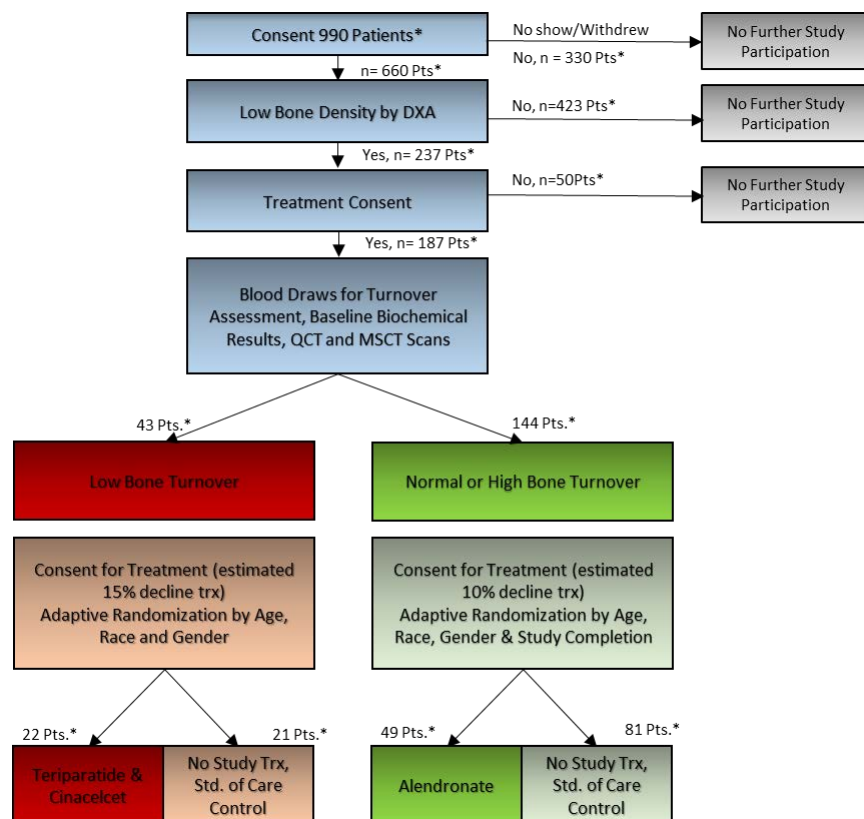 Consent 990 Patients*
No show/Withdrew
No, n = 330 Pts*
No Further Study
Participation
n= 660 Pts*
Low Bone Density by DXA
No, n=423 Pts*
No Further Study
Participation
Yes, n= 237 Pts*
Treatment Consent
No, n=50Pts*
No Further Study
Participation
Yes, n= 187 Pts*
Blood Draws for Turnover
Assessment, Baseline Biochemical
Results, QCT and MSCT Scans
43 Pts.*
144 Pts.*
Low Bone Turnover
Normal or High Bone Turnover
Consent for Treatment (estimated
15% decline trx)
Adaptive Randomization by Age,
Race and Gender
Consent for Treatment (estimated
10% decline trx)
Adaptive Randomization by Age,
Race, Gender & Study Completion
22 Pts.*
21 Pts.*
49 Pts.*
81 Pts.*
Teriparatide &
Cinacelcet
No Study Trx,
Std. of Care
Control
Alendronate
No Study Trx,
Std. of Care
Control